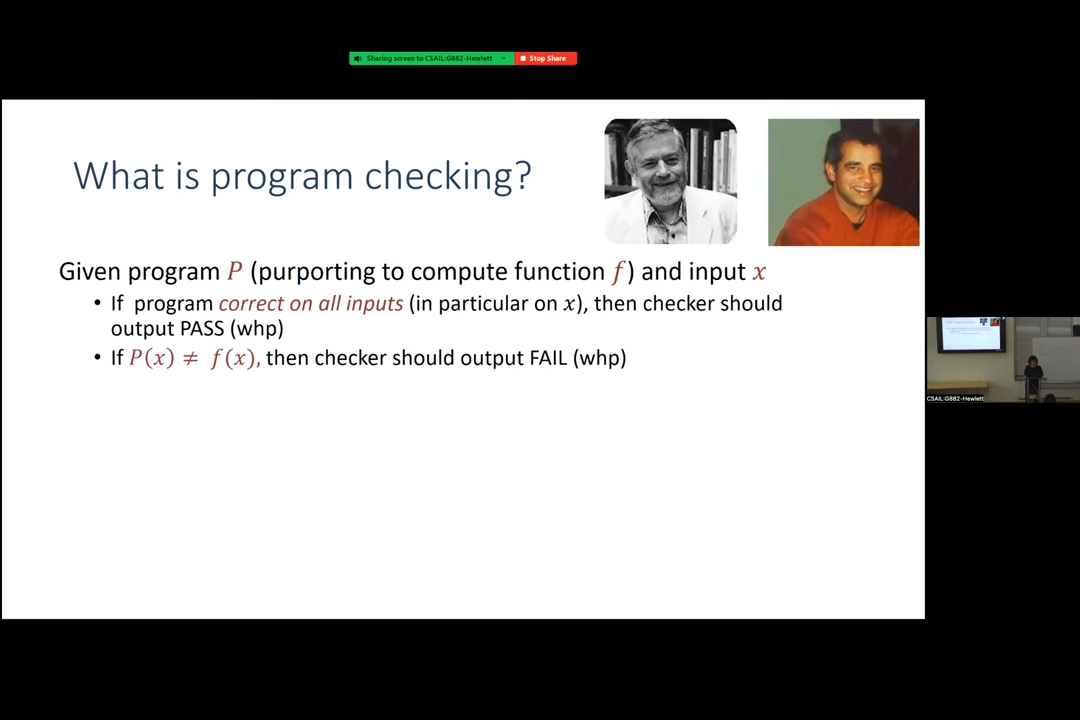 Sharing screen to CSAIL:G882-Hewlett
Stop Share
What is program checking?
Given program P (purporting to compute function f) and input x
• If program correct on all inputs (in particular on x), then checker should
output PASS (whp)
• If P(x) ≠ f(x), then checker should output FAIL (whp)
CSAIL:G882-Hewlett